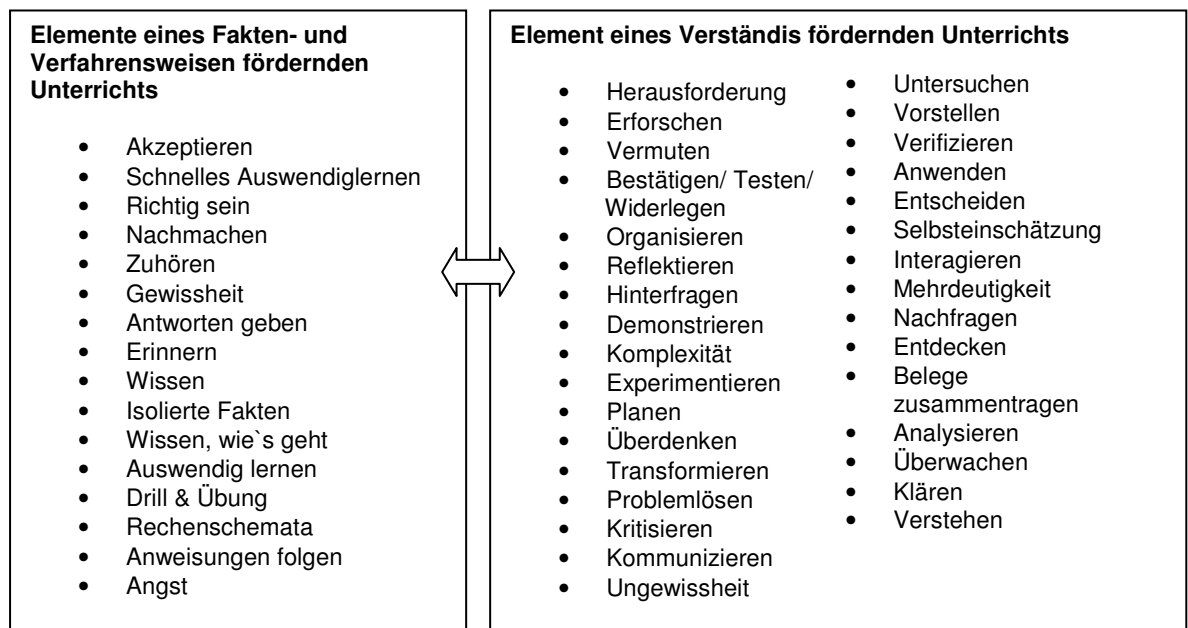 Elemente eines Fakten- und
Verfahrensweisen fördernden
Unterrichts
• Akzeptieren
• Schnelles Auswendiglernen
• Richtig sein
• Nachmachen
• Zuhören
• Gewissheit
• Antworten geben
• Erinnern
• Wissen
• Isolierte Fakten
• Wissen, wie`s geht
• Auswendig lernen
• Drill & Übung
• Rechenschemata
• Anweisungen folgen
• Angst
Element eines Verständis fördernden Unterrichts
• Herausforderung
• Erforschen
• Vermuten
• Bestätigen/ Testen/
Widerlegen
• Organisieren
• Reflektieren
• Hinterfragen
• Demonstrieren
• Komplexität
• Experimentieren
• Planen
• Überdenken
• Transformieren
• Problemlösen
• Kritisieren
• Kommunizieren
• Ungewissheit
• Untersuchen
• Vorstellen
• Verifizieren
• Anwenden
• Entscheiden
• Selbsteinschätzung
• Interagieren
• Mehrdeutigkeit
• Nachfragen
• Entdecken
• Belege
zusammentragen
• Analysieren
• Überwachen
• Klären
• Verstehen